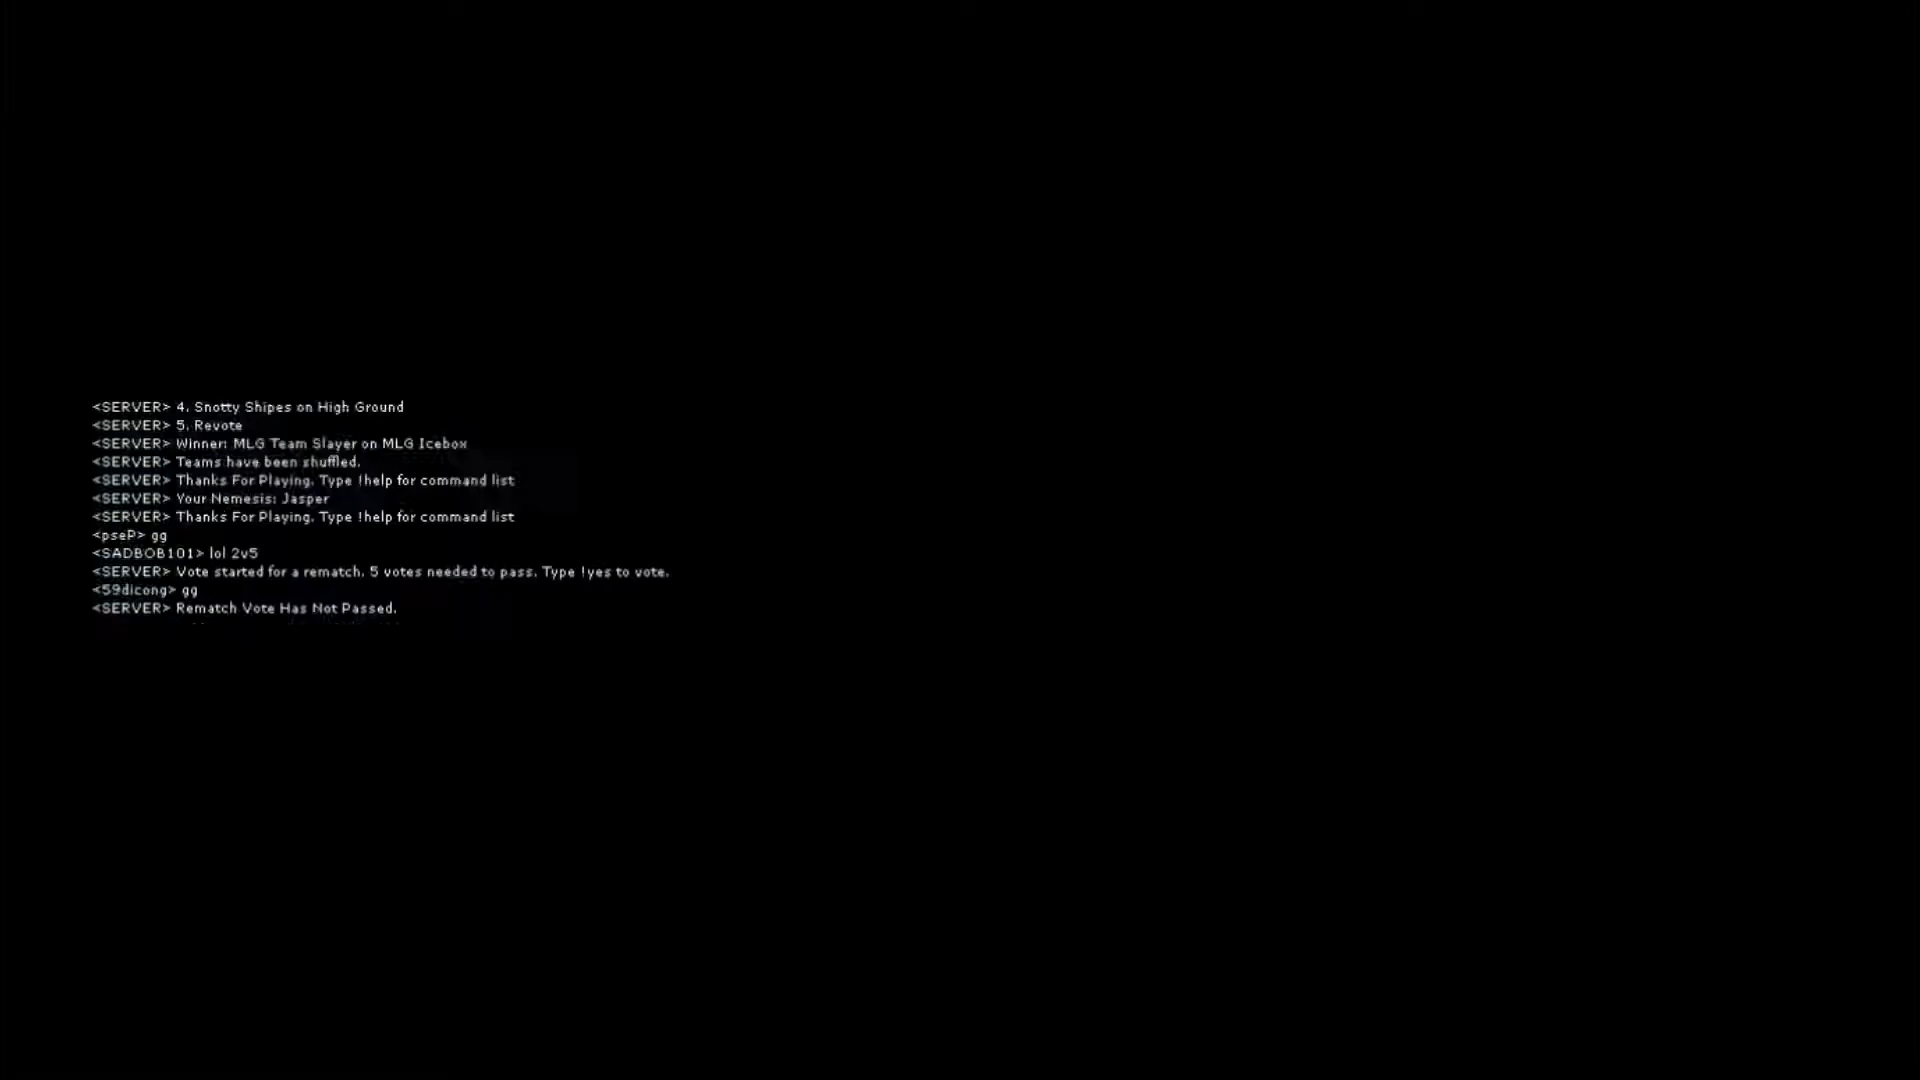 <SERVER> 4. Snotty Shipes on High Ground
<SERVER> 5. Revote
<SERVER> Winner: MLG Team Slayer on MLG Icebox
<SERVER> Teams have been shuffled.
<SERVER> Thanks For Playing. Type !help for command list
<SERVER> Your Nemesis: Jasper
<SERVER> Thanks For Playing. Type !help for command list
<pseP> gg
<SADBOB101> lol 2v5
<SERVER> Vote started for a rematch. 5 votes needed to pass. Type !yes to vote.
<59dicong> gg
<SERVER> Rematch Vote Has Not Passed.